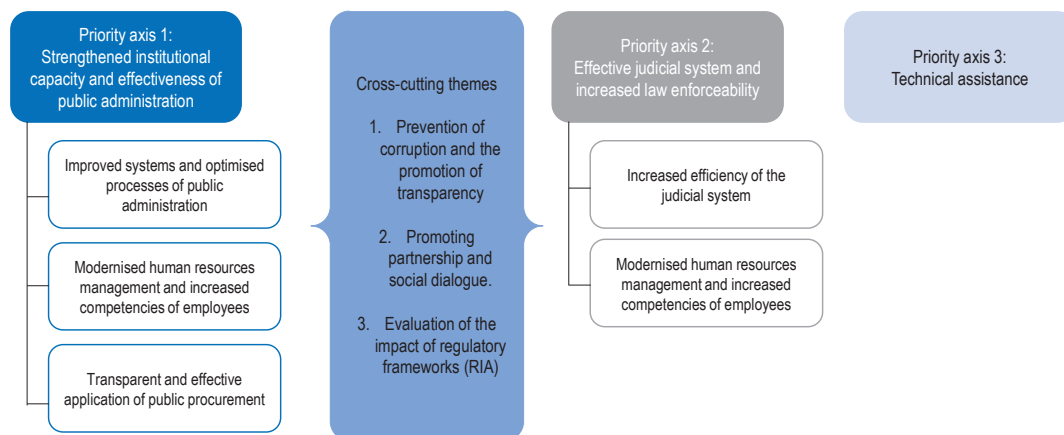 Priority axis 1:
Strengthened institutional
capacity and effectiveness of
public administration
Improved systems and optimised
processes of public
administration
Modernised human resources
management and increased
competencies of employees
Transparent and effective
application of public procurement
Cross-cutting themes
1. Prevention of
corruption and the
promotion of
transparency
2. Promoting
partnership and
social dialogue.
3. Evaluation of the
impact of regulatory
frameworks (RIA)
Priority axis 2:
Effective judicial system and
increased law enforceability
Increased efficiency of the
judicial system
Modernised human resources
management and increased
competencies of employees
Priority axis 3:
Technical assistance